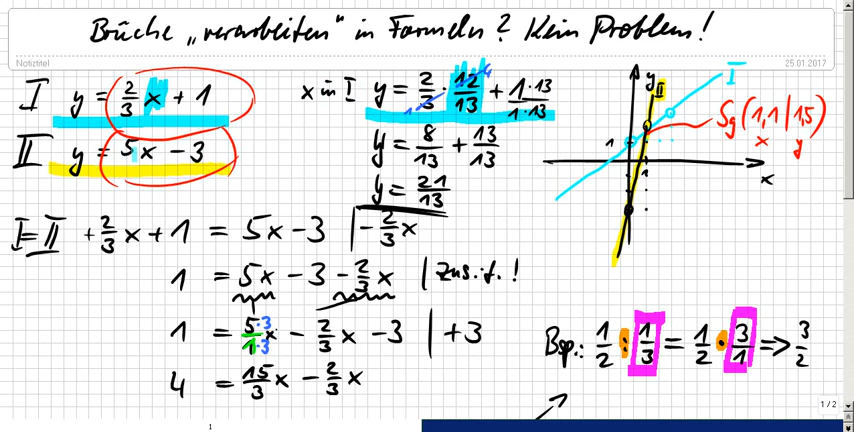 Brüche „verarbeiten" in Formeln? Kein Problem!
Notiztitel
25.01.2017
I y = 2/3 x + 1
II y = 5x - 3
x in I y = 2/3 · 12/13 + 1·13/1·13
y = 8/13 + 13/13
y = 21/13
I=II +2/3 x + 1 = 5x - 3 | -2/3 x
1 = 5x - 3 - 2/3 x | Zus.f.!
1 = 5·3/1·3 x - 2/3 x - 3 | +3
4 = 15/3 x - 2/3 x
y
II
I
Sg (1,1 | 1,5)
x y
1
1
x
Bsp.: 1/2 : 1/3 = 1/2 · 3/1 => 3/2
1 / 2
1